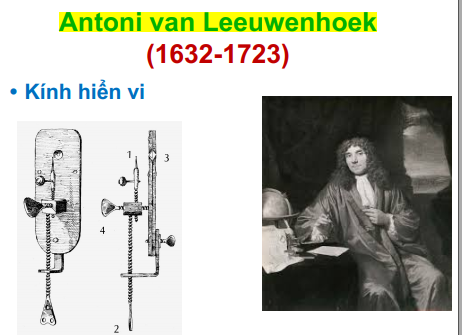 Antoni van Leeuwenhoek
(1632-1723)
• Kính hiển vi
1
3
4
2